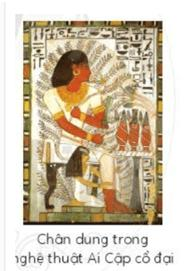 Chân dung trong
nghệ thuật Ai Cập cổ đại